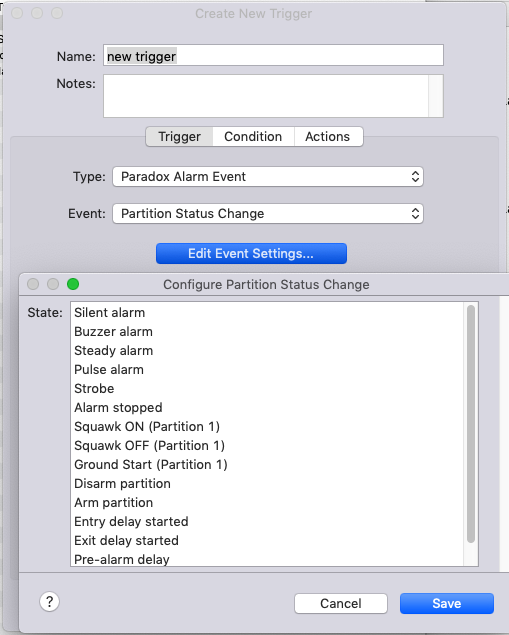 Create New Trigger
Name: new trigger
Notes:
Trigger Condition Actions
Type: Paradox Alarm Event
Event: Partition Status Change
Edit Event Settings...
Configure Partition Status Change
State: Silent alarm
Buzzer alarm
Steady alarm
Pulse alarm
Strobe
Alarm stopped
Squawk ON (Partition 1)
Squawk OFF (Partition 1)
Ground Start (Partition 1)
Disarm partition
Arm partition
Entry delay started
Exit delay started
Pre-alarm delay
? Cancel Save